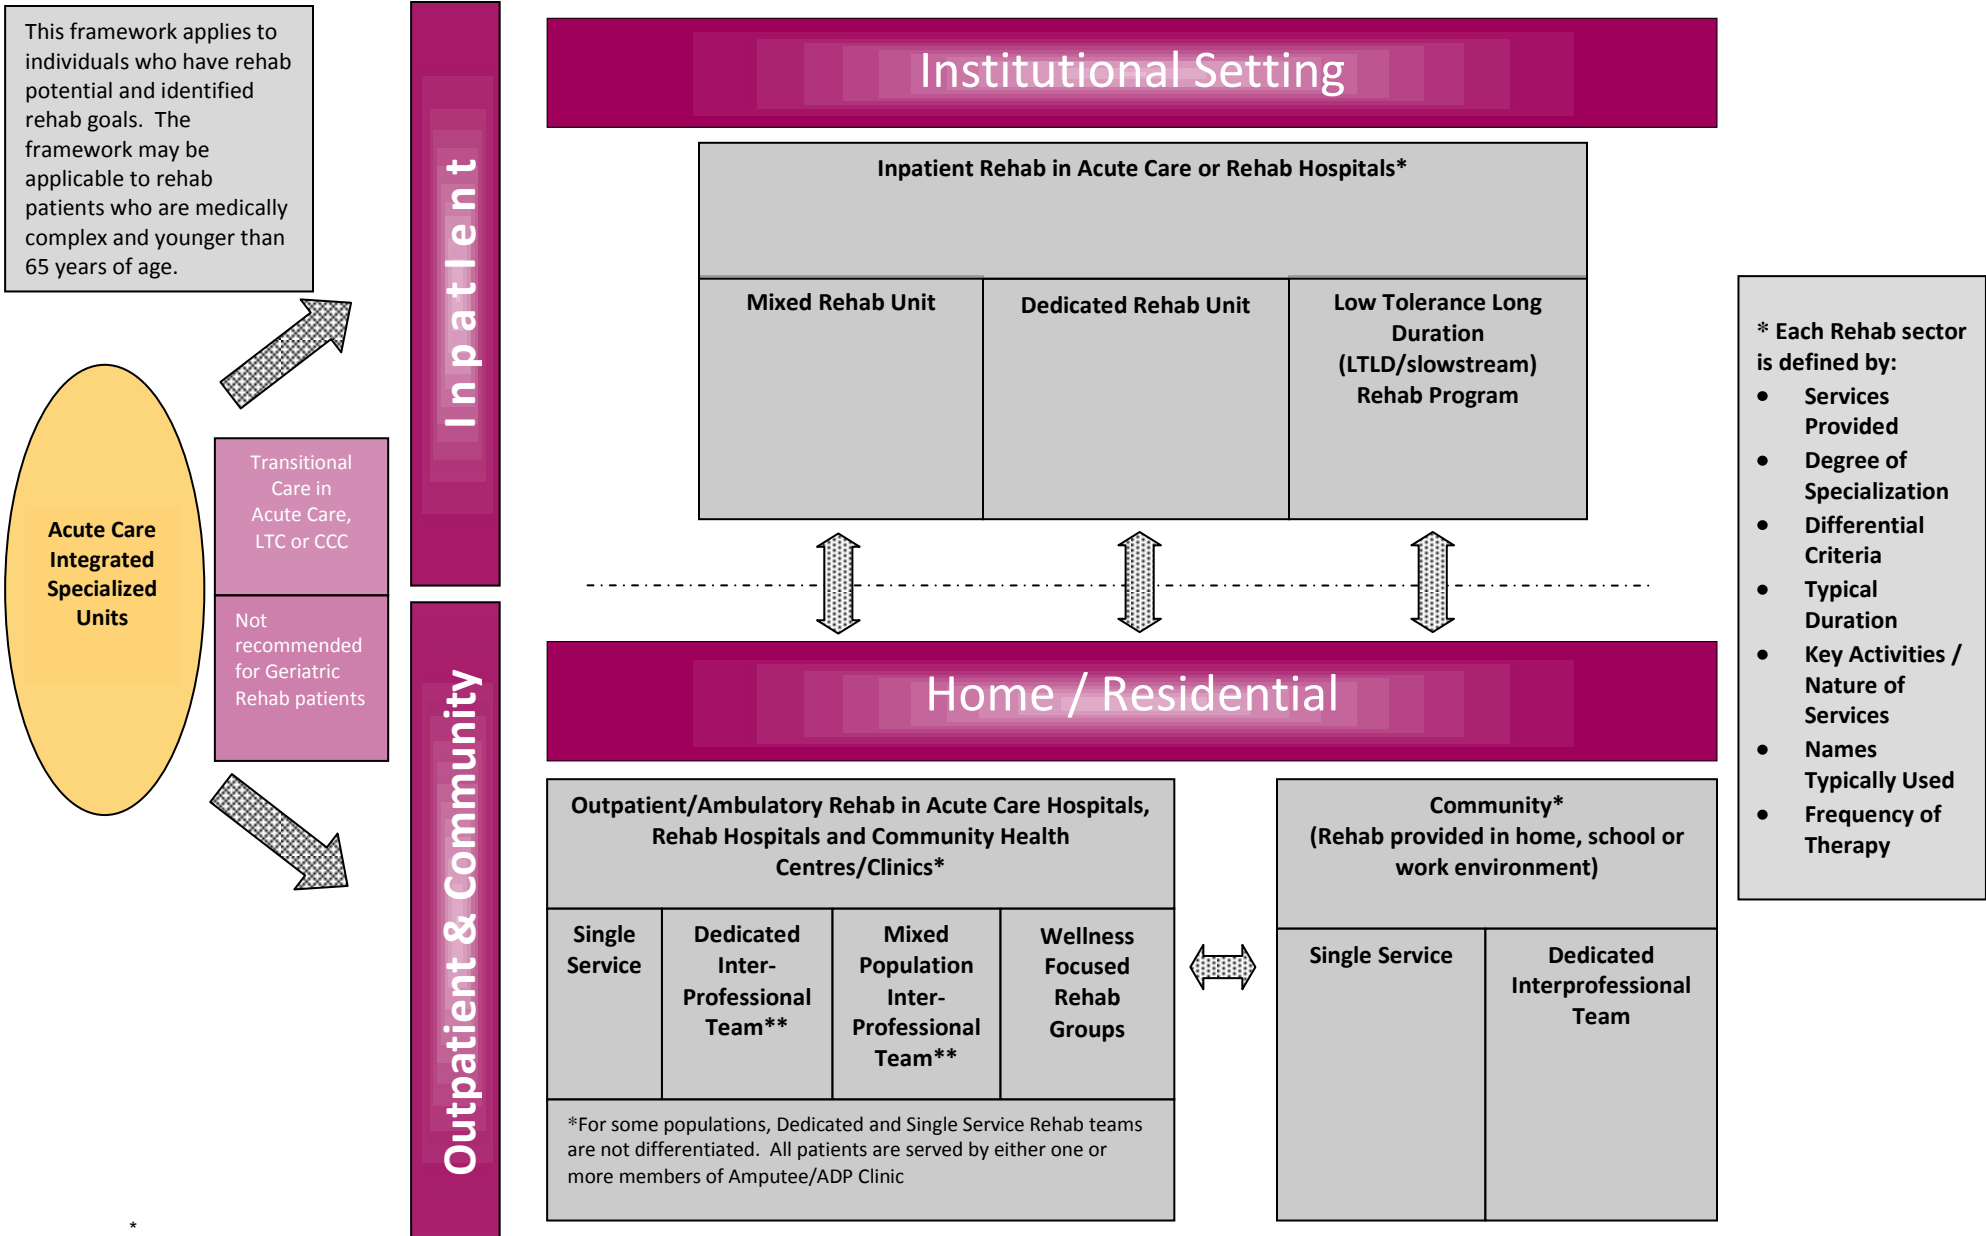 This framework applies to
individuals who have rehab
potential and identified
rehab goals.  The
framework may be
applicable to rehab
patients who are medically
complex and younger than
65 years of age.
Acute Care
Integrated
Specialized
Units
Transitional
Care in
Acute Care,
LTC or CCC
Not
recommended
for Geriatric
Rehab patients
InpatIent
Outpatient & Community
Institutional Setting
Inpatient Rehab in Acute Care or Rehab Hospitals*
Mixed Rehab Unit
Dedicated Rehab Unit
Low Tolerance Long
Duration
(LTLD/slowstream)
Rehab Program
Home / Residential
Outpatient/Ambulatory Rehab in Acute Care Hospitals,
Rehab Hospitals and Community Health
Centres/Clinics*
Single
Service
Dedicated
Inter-
Professional
Team**
Mixed
Population
Inter-
Professional
Team**
Wellness
Focused
Rehab
Groups
*For some populations, Dedicated and Single Service Rehab teams
are not differentiated.  All patients are served by either one or
more members of Amputee/ADP Clinic
Community*
(Rehab provided in home, school or
work environment)
Single Service
Dedicated
Interprofessional
Team
* Each Rehab sector
is defined by:
• Services
Provided
• Degree of
Specialization
• Differential
Criteria
• Typical
Duration
• Key Activities /
Nature of
Services
• Names
Typically Used
• Frequency of
Therapy
*